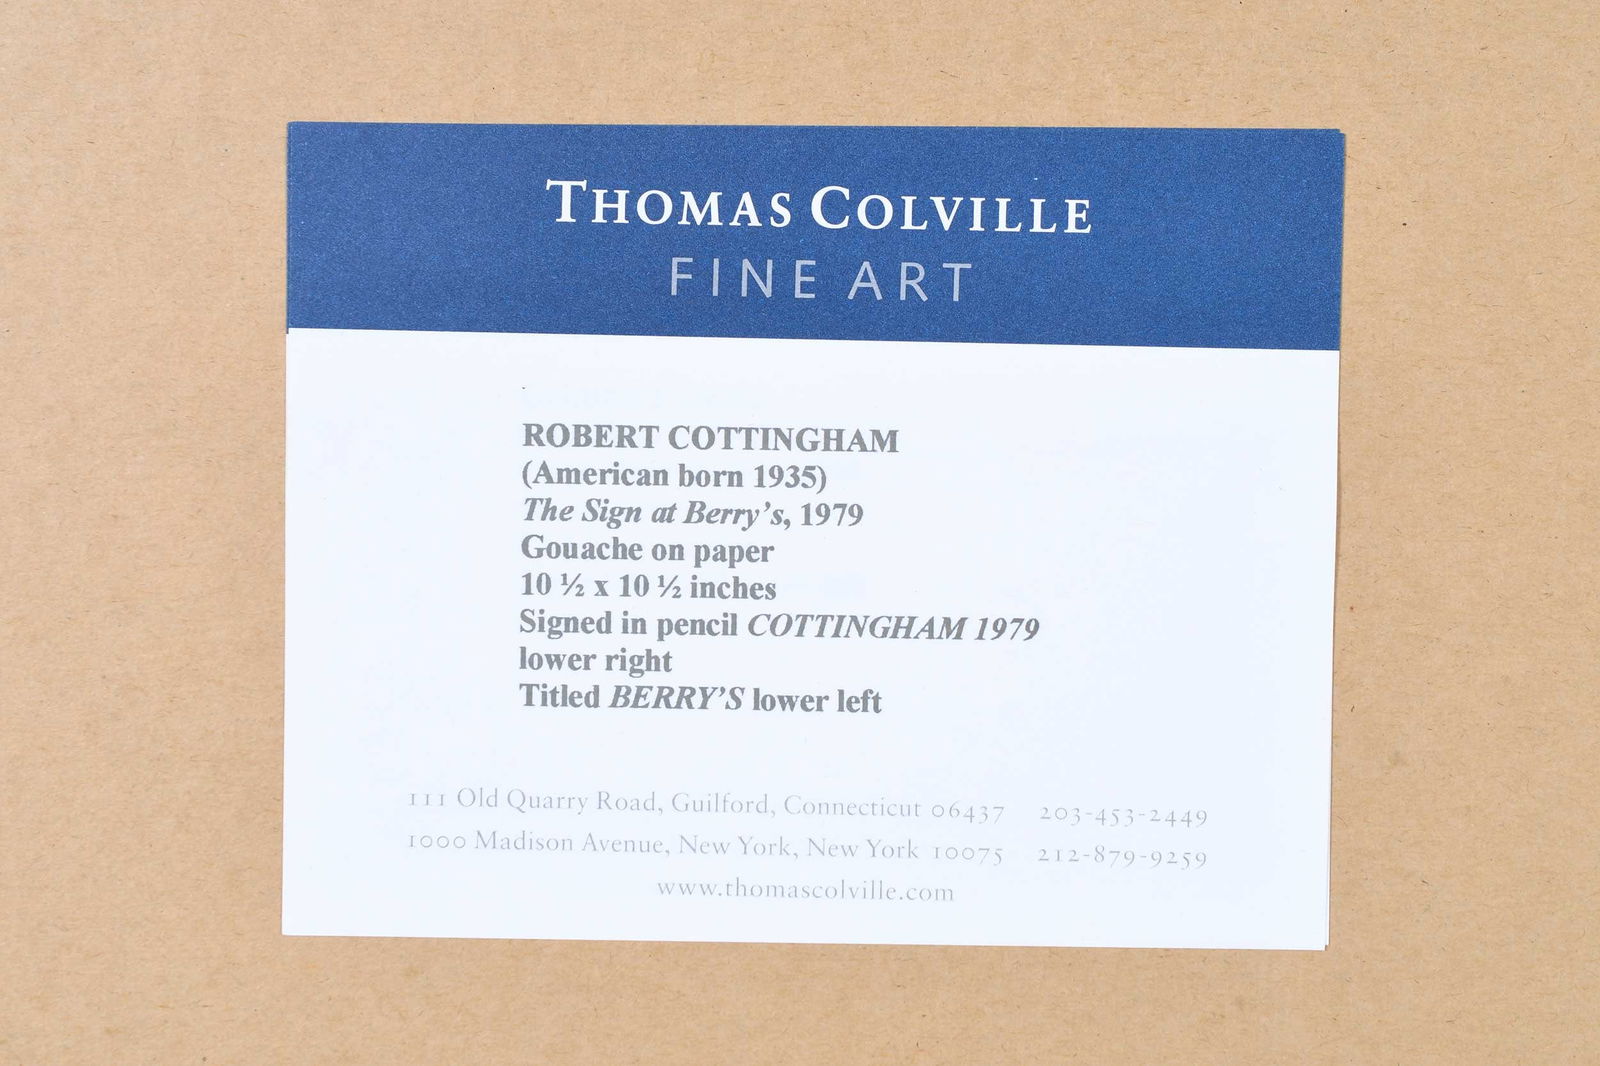 THOMAS COLVILLE
FINE ART
ROBERT COTTINGHAM
(American born 1935)
The Sign at Berry's, 1979
Gouache on paper
10 ½ x 10 ½ inches
Signed in pencil COTTINGHAM 1979
lower right
Titled BERRY'S lower left
111 Old Quarry Road, Guilford, Connecticut 06437 203-453-2449
1000 Madison Avenue, New York, New York 10075 212-879-9259
www.thomascolville.com